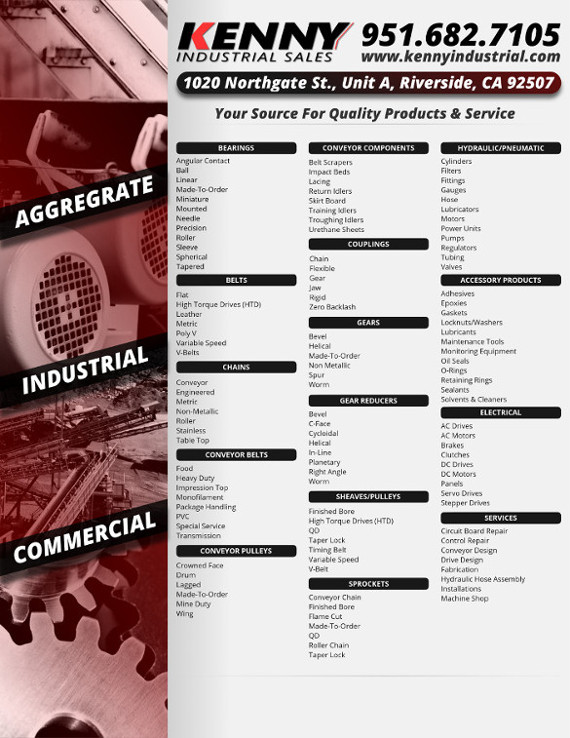 KENNY
INDUSTRIAL SALES
951.682.7105
www.kennyindustrial.com
1020 Northgate St., Unit A, Riverside, CA 92507
Your Source For Quality Products & Service
AGGREGRATE
INDUSTRIAL
COMMERCIAL
BEARINGS
Angular Contact
Ball
Linear
Made-To-Order
Miniature
Mounted
Needle
Precision
Roller
Sleeve
Spherical
Tapered
BELTS
Flat
High Torque Drives (HTD)
Leather
Metric
Poly V
Variable Speed
V-Belts
CHAINS
Conveyor
Engineered
Metric
Non-Metallic
Roller
Stainless
Table Top
CONVEYOR BELTS
Food
Heavy Duty
Impression Top
Monofilament
Package Handling
PVC
Special Service
Transmission
CONVEYOR PULLEYS
Crowned Face
Drum
Lagged
Made-To-Order
Mine Duty
Wing
CONVEYOR COMPONENTS
Belt Scrapers
Impact Beds
Lacing
Return Idlers
Skirt Board
Training Idlers
Troughing Idlers
Urethane Sheets
COUPLINGS
Chain
Flexible
Gear
Jaw
Rigid
Zero Backlash
GEARS
Bevel
Helical
Made-To-Order
Non Metallic
Spur
Worm
GEAR REDUCERS
Bevel
C-Face
Cycloidal
Helical
In-Line
Planetary
Right Angle
Worm
SHEAVES/PULLEYS
Finished Bore
High Torque Drives (HTD)
QD
Taper Lock
Timing Belt
Variable Speed
V-Belt
SPROCKETS
Conveyor Chain
Finished Bore
Flame Cut
Made-To-Order
QD
Roller Chain
Taper Lock
HYDRAULIC/PNEUMATIC
Cylinders
Filters
Fittings
Gauges
Hose
Lubricators
Motors
Power Units
Pumps
Regulators
Tubing
Valves
ACCESSORY PRODUCTS
Adhesives
Epoxies
Gaskets
Locknuts/Washers
Lubricants
Maintenance Tools
Monitoring Equipment
Oil Seals
O-Rings
Retaining Rings
Sealants
Solvents & Cleaners
ELECTRICAL
AC Drives
AC Motors
Brakes
Clutches
DC Drives
DC Motors
Panels
Servo Drives
Stepper Drives
SERVICES
Circuit Board Repair
Control Repair
Conveyor Design
Drive Design
Fabrication
Hydraulic Hose Assembly
Installations
Machine Shop